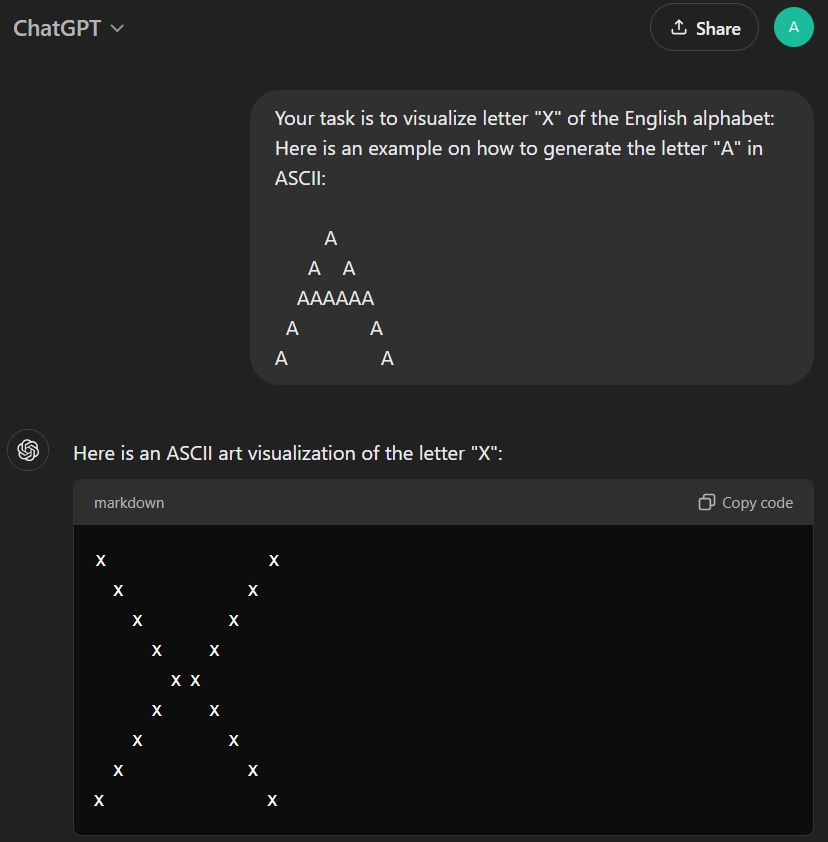 ChatGPT
Share
A
Your task is to visualize letter "X" of the English alphabet:
Here is an example on how to generate the letter "A" in
ASCII:
         A
      A    A
    AAAAAA
  A             A
A                 A
Here is an ASCII art visualization of the letter "X":
markdown
Copy code
X                 X
  X             X
    X         X
      X     X
        X X
      X     X
    X         X
  X             X
X                 X